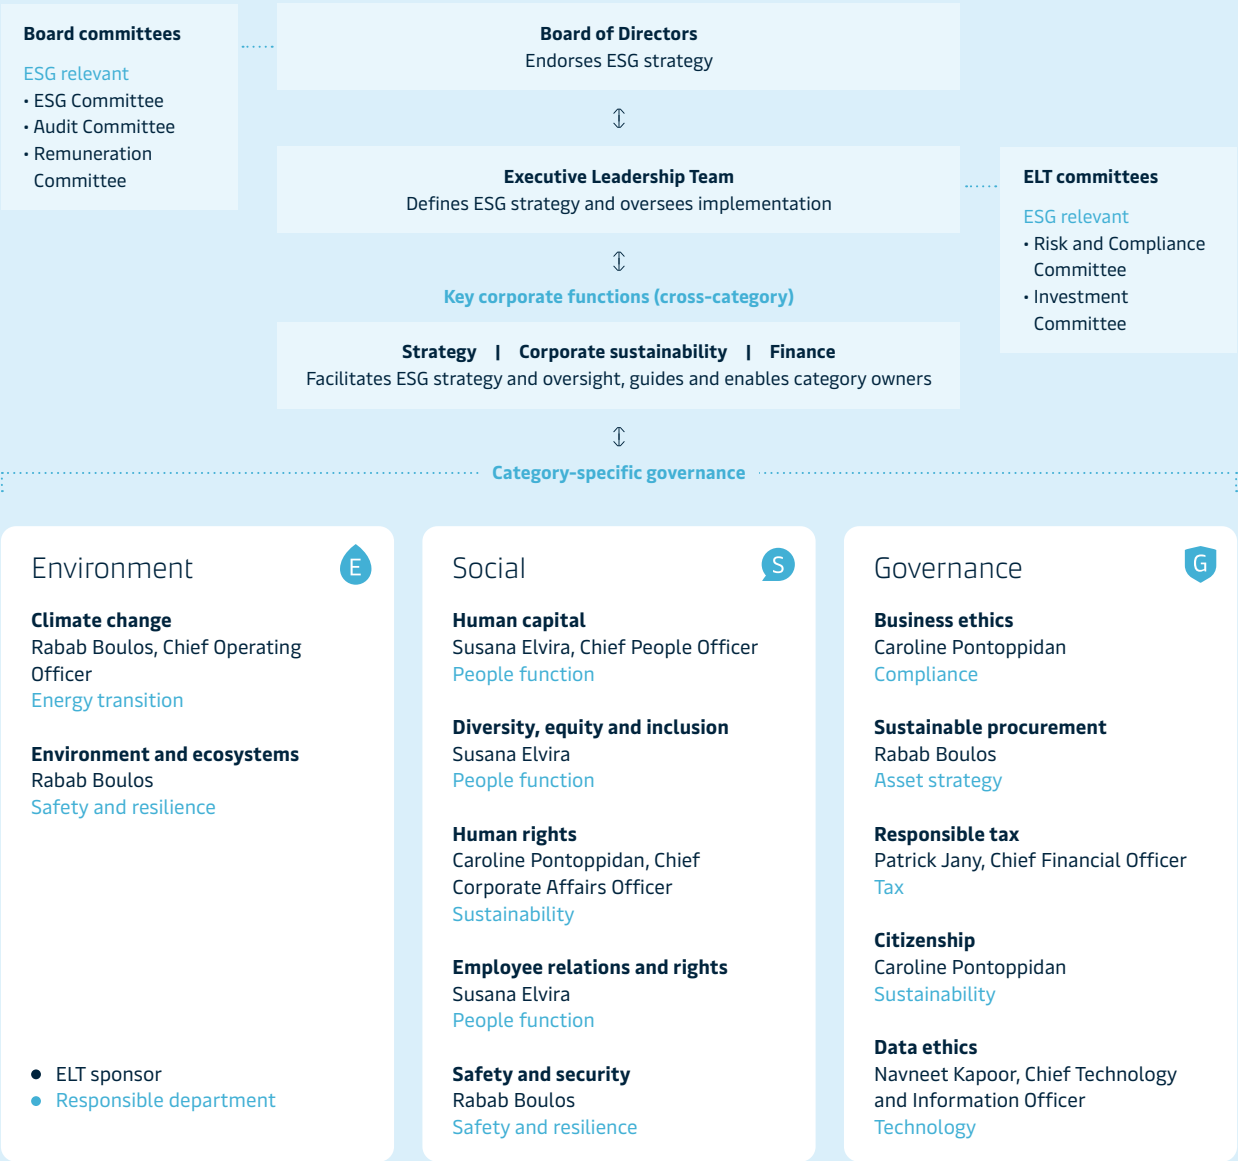 Board committees
ESG relevant
• ESG Committee
• Audit Committee
• Remuneration
Committee
Board of Directors
Endorses ESG strategy
Executive Leadership Team
Defines ESG strategy and oversees implementation
ELT committees
ESG relevant
• Risk and Compliance
Committee
• Investment
Committee
Key corporate functions (cross-category)
Strategy | Corporate sustainability | Finance
Facilitates ESG strategy and oversight, guides and enables category owners
Category-specific governance
Environment
E
Climate change
Rabab Boulos, Chief Operating
Officer
Energy transition
Environment and ecosystems
Rabab Boulos
Safety and resilience
● ELT sponsor
● Responsible department
Social
S
Human capital
Susana Elvira, Chief People Officer
People function
Diversity, equity and inclusion
Susana Elvira
People function
Human rights
Caroline Pontoppidan, Chief
Corporate Affairs Officer
Sustainability
Employee relations and rights
Susana Elvira
People function
Safety and security
Rabab Boulos
Safety and resilience
Governance
G
Business ethics
Caroline Pontoppidan
Compliance
Sustainable procurement
Rabab Boulos
Asset strategy
Responsible tax
Patrick Jany, Chief Financial Officer
Tax
Citizenship
Caroline Pontoppidan
Sustainability
Data ethics
Navneet Kapoor, Chief Technology
and Information Officer
Technology